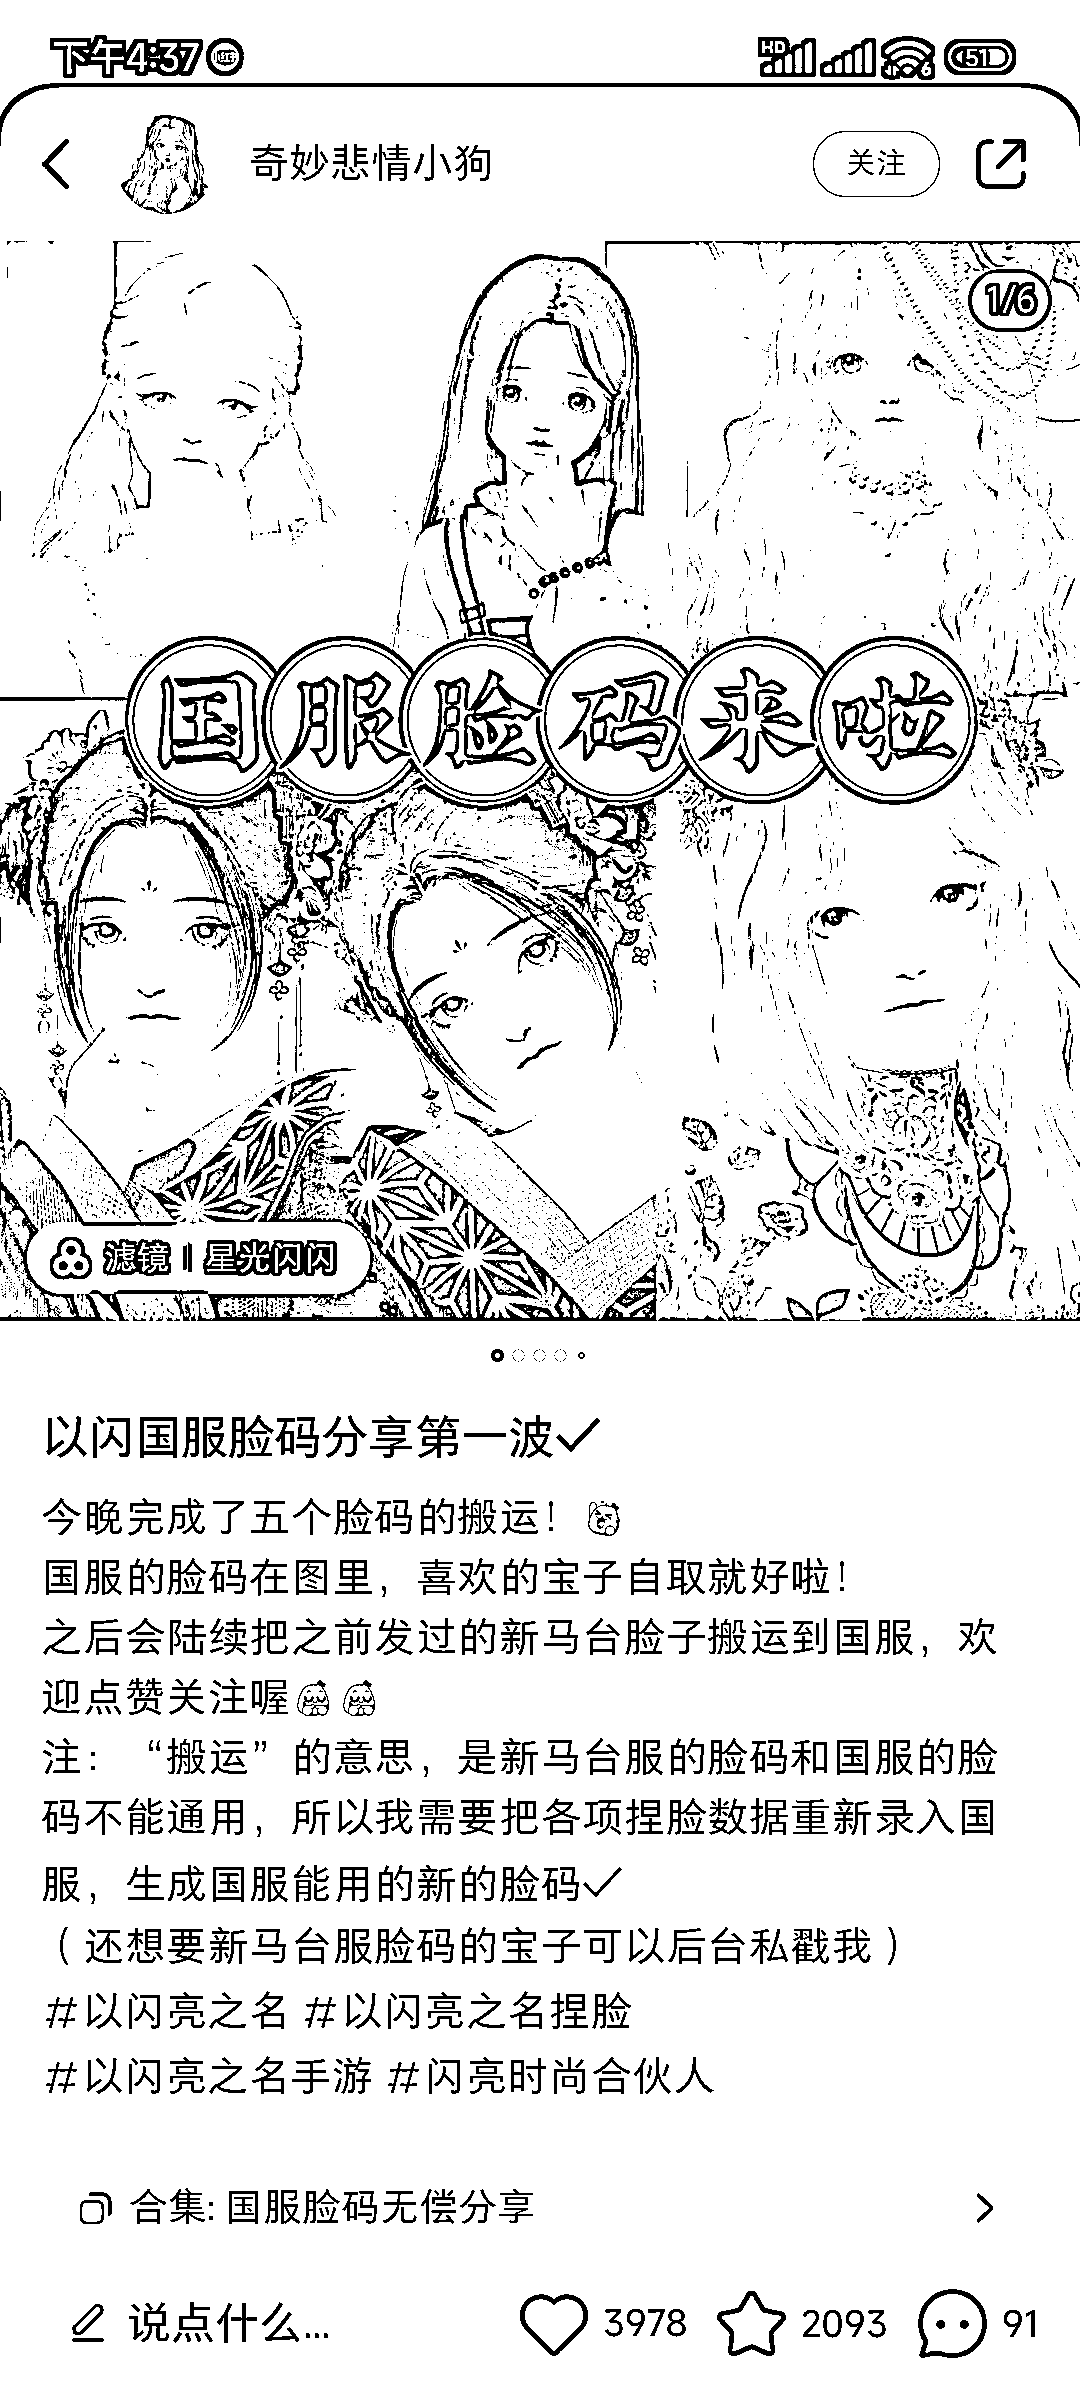 下午4:37
HD
6
51
奇妙悲情小狗
关注
1/6
国服脸码来啦
滤镜 | 星光闪闪
以闪国服脸码分享第一波✓
今晚完成了五个脸码的搬运！
国服的脸码在图里，喜欢的宝子自取就好啦！
之后会陆续把之前发过的新马台脸子搬运到国服，欢
迎点赞关注喔
注：“搬运”的意思，是新马台服的脸码和国服的脸
码不能通用，所以我需要把各项捏脸数据重新录入国
服，生成国服能用的新的脸码✓
（还想要新马台服脸码的宝子可以后台私戳我）
#以闪亮之名 #以闪亮之名捏脸
#以闪亮之名手游 #闪亮时尚合伙人
合集: 国服脸码无偿分享
说点什么...
3978
2093
91